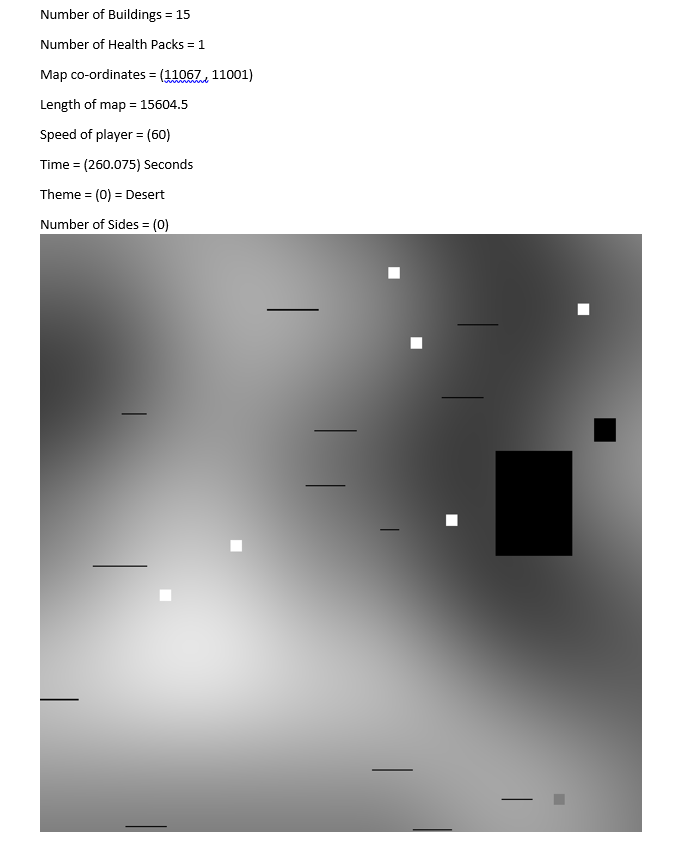 Number of Buildings = 15
Number of Health Packs = 1
Map co-ordinates = (11067 , 11001)
Length of map = 15604.5
Speed of player = (60)
Time = (260.075) Seconds
Theme = (0) = Desert
Number of Sides = (0)